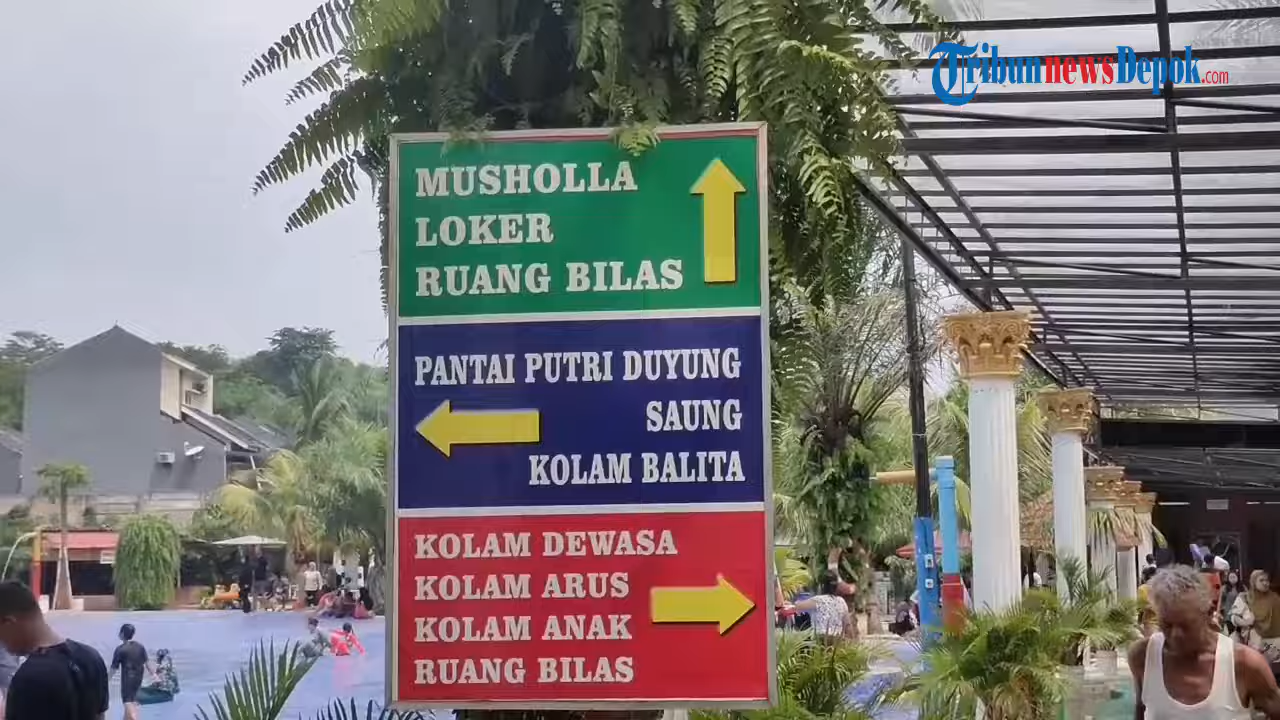 TribunnewsDepok.com
MUSHOLLA
LOKER
RUANG BILAS
PANTAI PUTRI DUYUNG
SAUNG
KOLAM BALITA
KOLAM DEWASA
KOLAM ARUS
KOLAM ANAK
RUANG BILAS